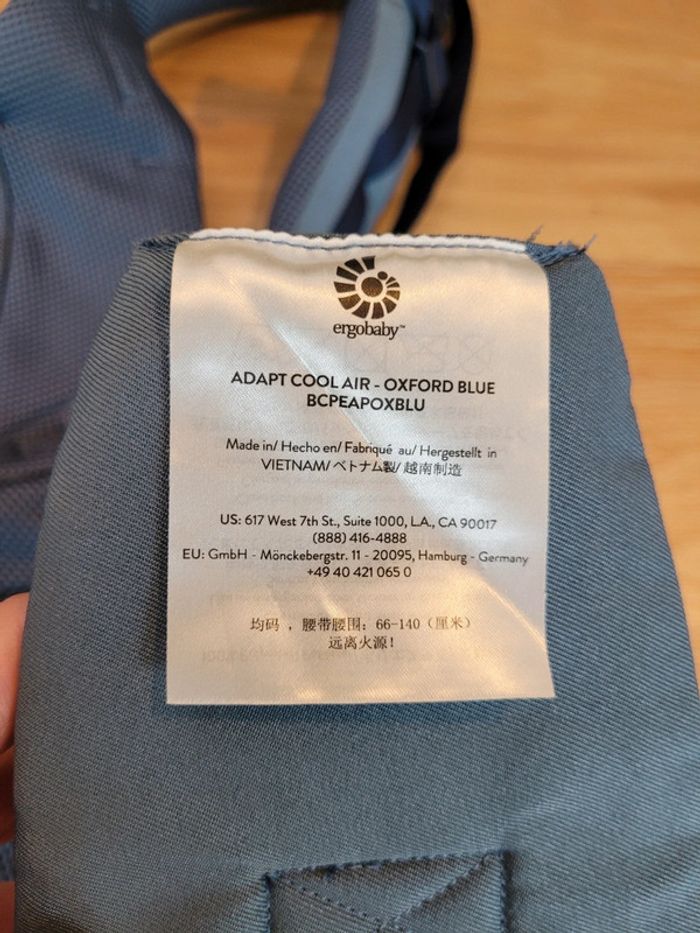 ergobaby™
ADAPT COOL AIR - OXFORD BLUE
BCPEAPOXBLU
Made in/ Hecho en/ Fabriqué au/ Hergestellt in
VIETNAM/ ベトナム製/ 越南制造
US: 617 West 7th St., Suite 1000, L.A., CA 90017
(888) 416-4888
EU: GmbH - Mönckebergstr. 11 - 20095, Hamburg - Germany
+49 40 421 065 0
均码 ，腰带腰围：66-140（厘米）
远离火源!